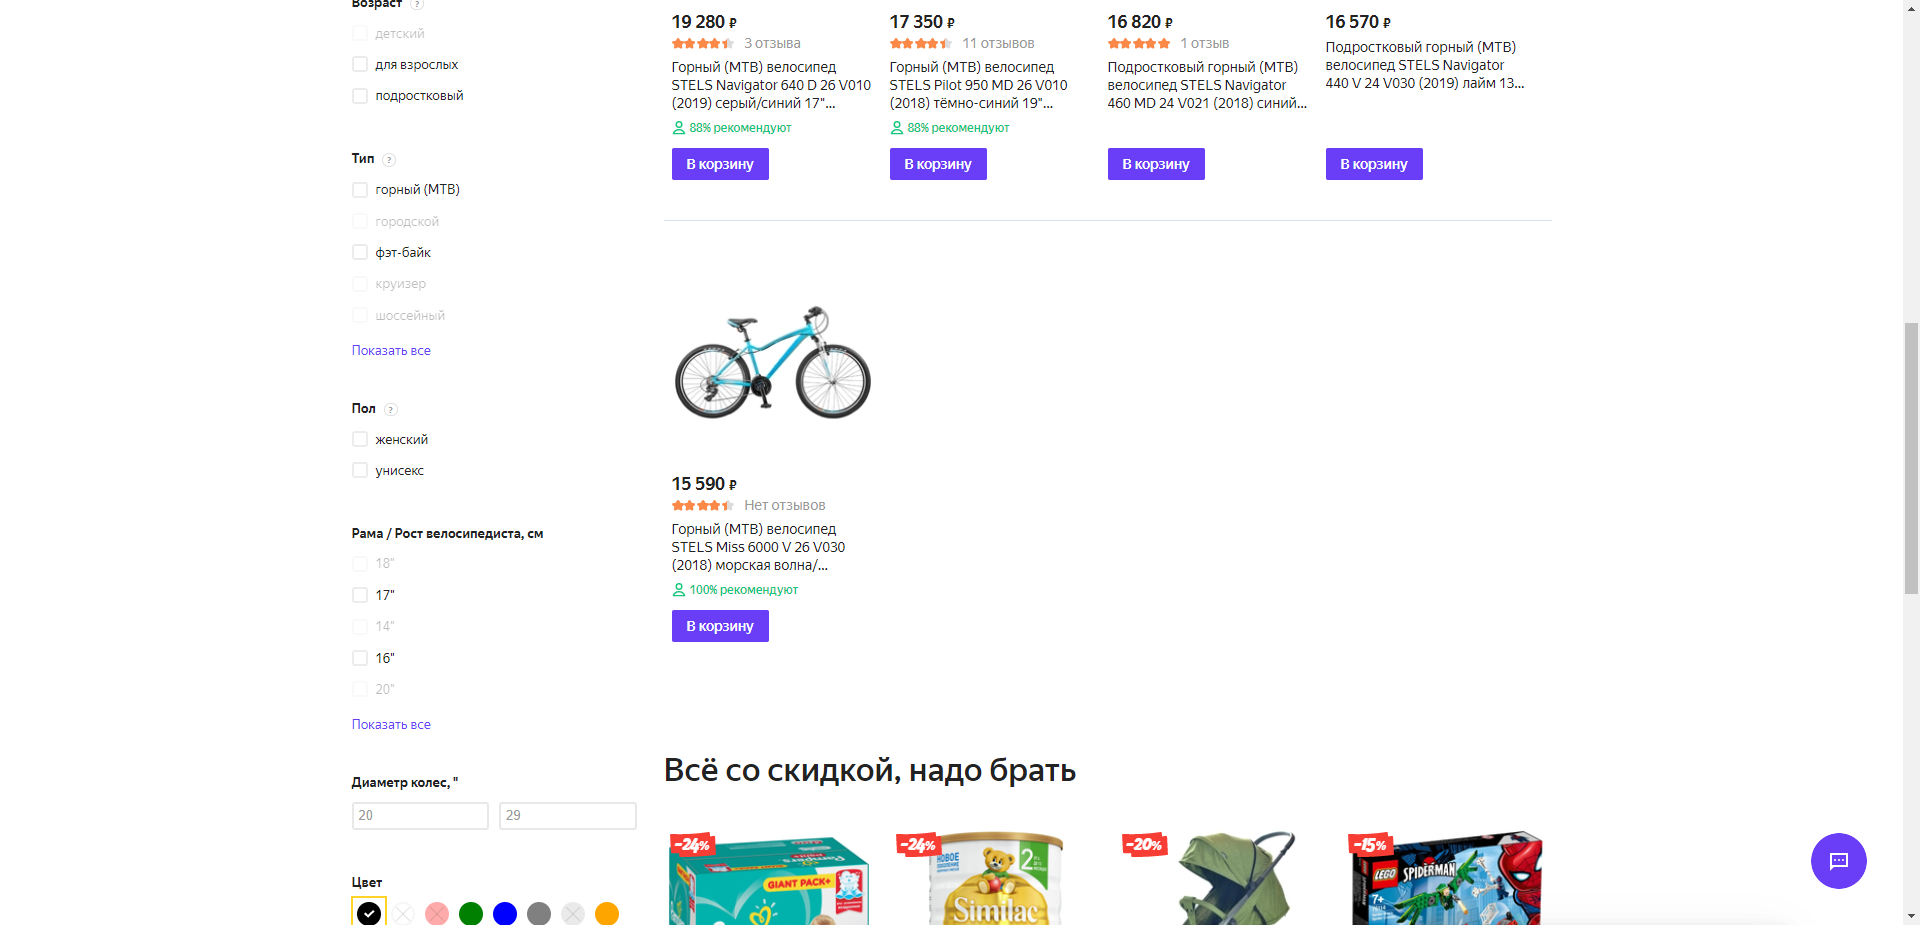 Возраст ?
детский
для взрослых
подростковый
Тип ?
горный (MTB)
городской
фэт-байк
круизер
шоссейный
Показать все
Пол ?
женский
унисекс
Рама / Рост велосипедиста, см
18"
17"
14"
16"
20"
Показать все
Диаметр колес, "
20
29
Цвет
19 280 ₽
3 отзыва
Горный (MTB) велосипед
STELS Navigator 640 D 26 V010
(2019) серый/синий 17"...
88% рекомендуют
В корзину
17 350 ₽
11 отзывов
Горный (MTB) велосипед
STELS Pilot 950 MD 26 V010
(2018) тёмно-синий 19"...
88% рекомендуют
В корзину
16 820 ₽
1 отзыв
Подростковый горный (MTB)
велосипед STELS Navigator
460 MD 24 V021 (2018) синий...
В корзину
16 570 ₽
Подростковый горный (MTB)
велосипед STELS Navigator
440 V 24 V030 (2019) лайм 13...
В корзину
15 590 ₽
Нет отзывов
Горный (MTB) велосипед
STELS Miss 6000 V 26 V030
(2018) морская волна/...
100% рекомендуют
В корзину
Всё со скидкой, надо брать
-24%
Pampers
GIANT PACK+
-24%
НОВОЕ
2
Similac
-20%
-15%
LEGO
SPIDERMAN
7+